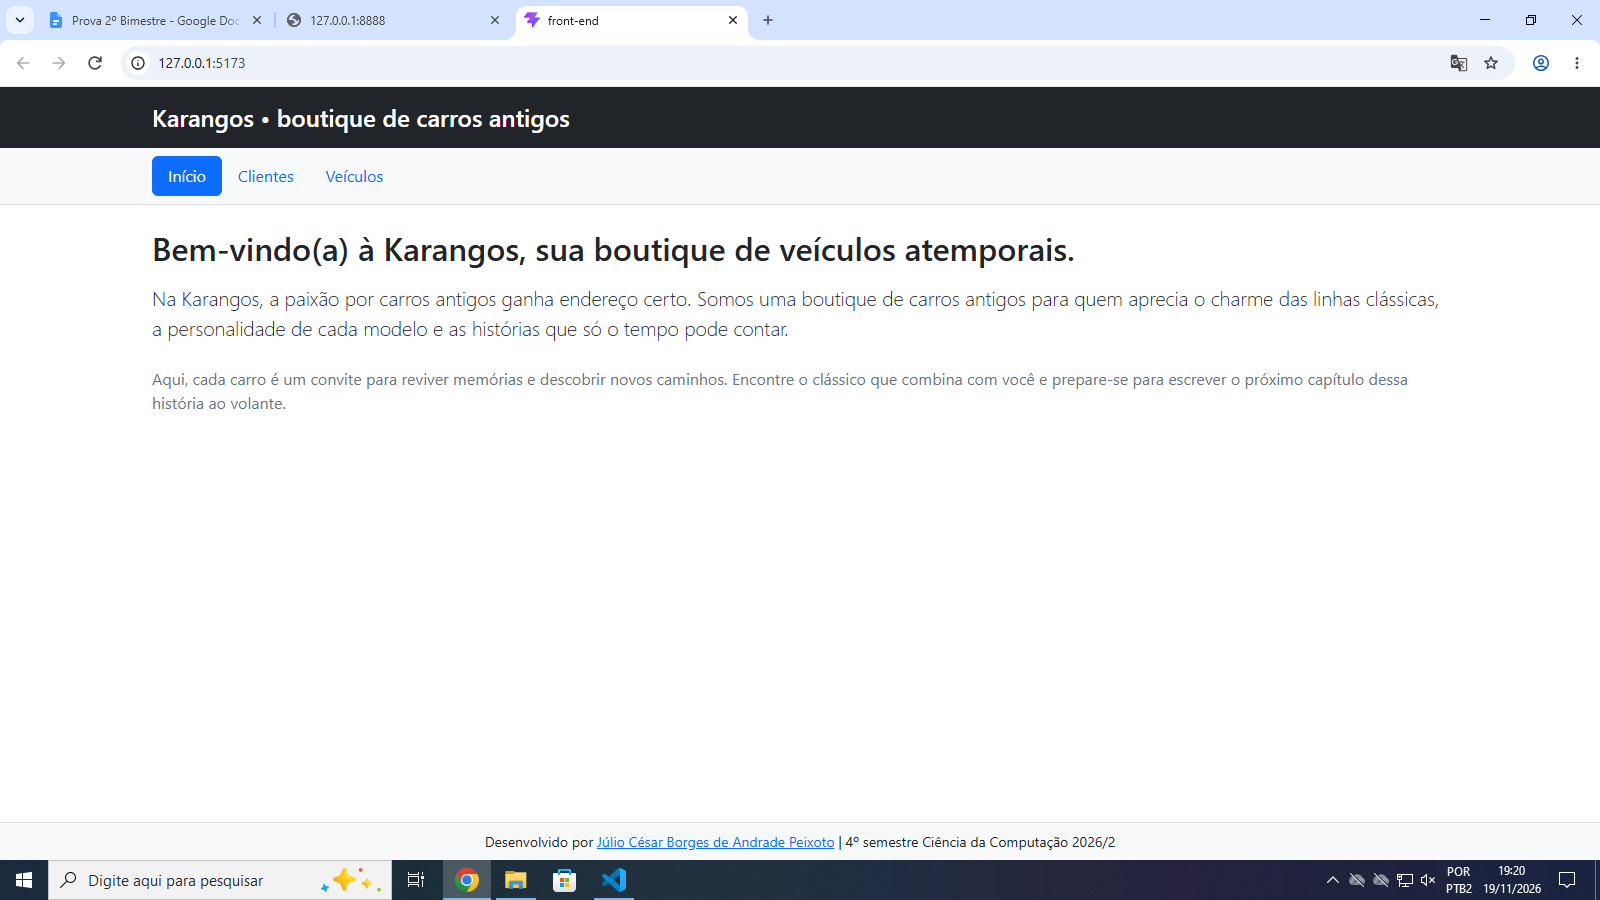 Prova 2º Bimestre - Google Doc
127.0.0.1:8888
front-end
127.0.0.1:5173
Karangos • boutique de carros antigos
Início
Clientes
Veículos
Bem-vindo(a) à Karangos, sua boutique de veículos atemporais.
Na Karangos, a paixão por carros antigos ganha endereço certo. Somos uma boutique de carros antigos para quem aprecia o charme das linhas clássicas,
a personalidade de cada modelo e as histórias que só o tempo pode contar.
Aqui, cada carro é um convite para reviver memórias e descobrir novos caminhos. Encontre o clássico que combina com você e prepare-se para escrever o próximo capítulo dessa
história ao volante.
Desenvolvido por Júlio César Borges de Andrade Peixoto | 4º semestre Ciência da Computação 2026/2
Digite aqui para pesquisar
POR
PTB2
19:20
19/11/2026